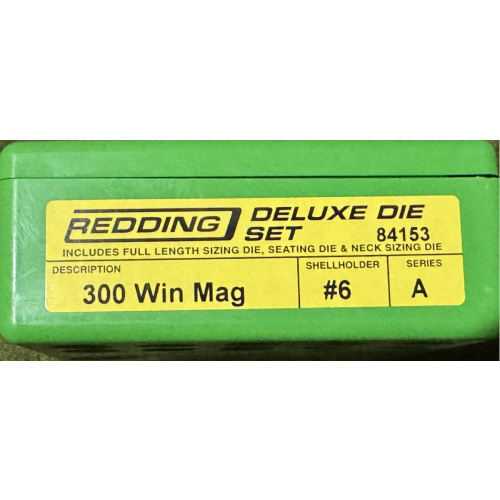 REDDING DELUXE DIE SET 84153
INCLUDES FULL LENGTH SIZING DIE, SEATING DIE & NECK SIZING DIE
DESCRIPTION SHELLHOLDER SERIES
300 Win Mag #6 A